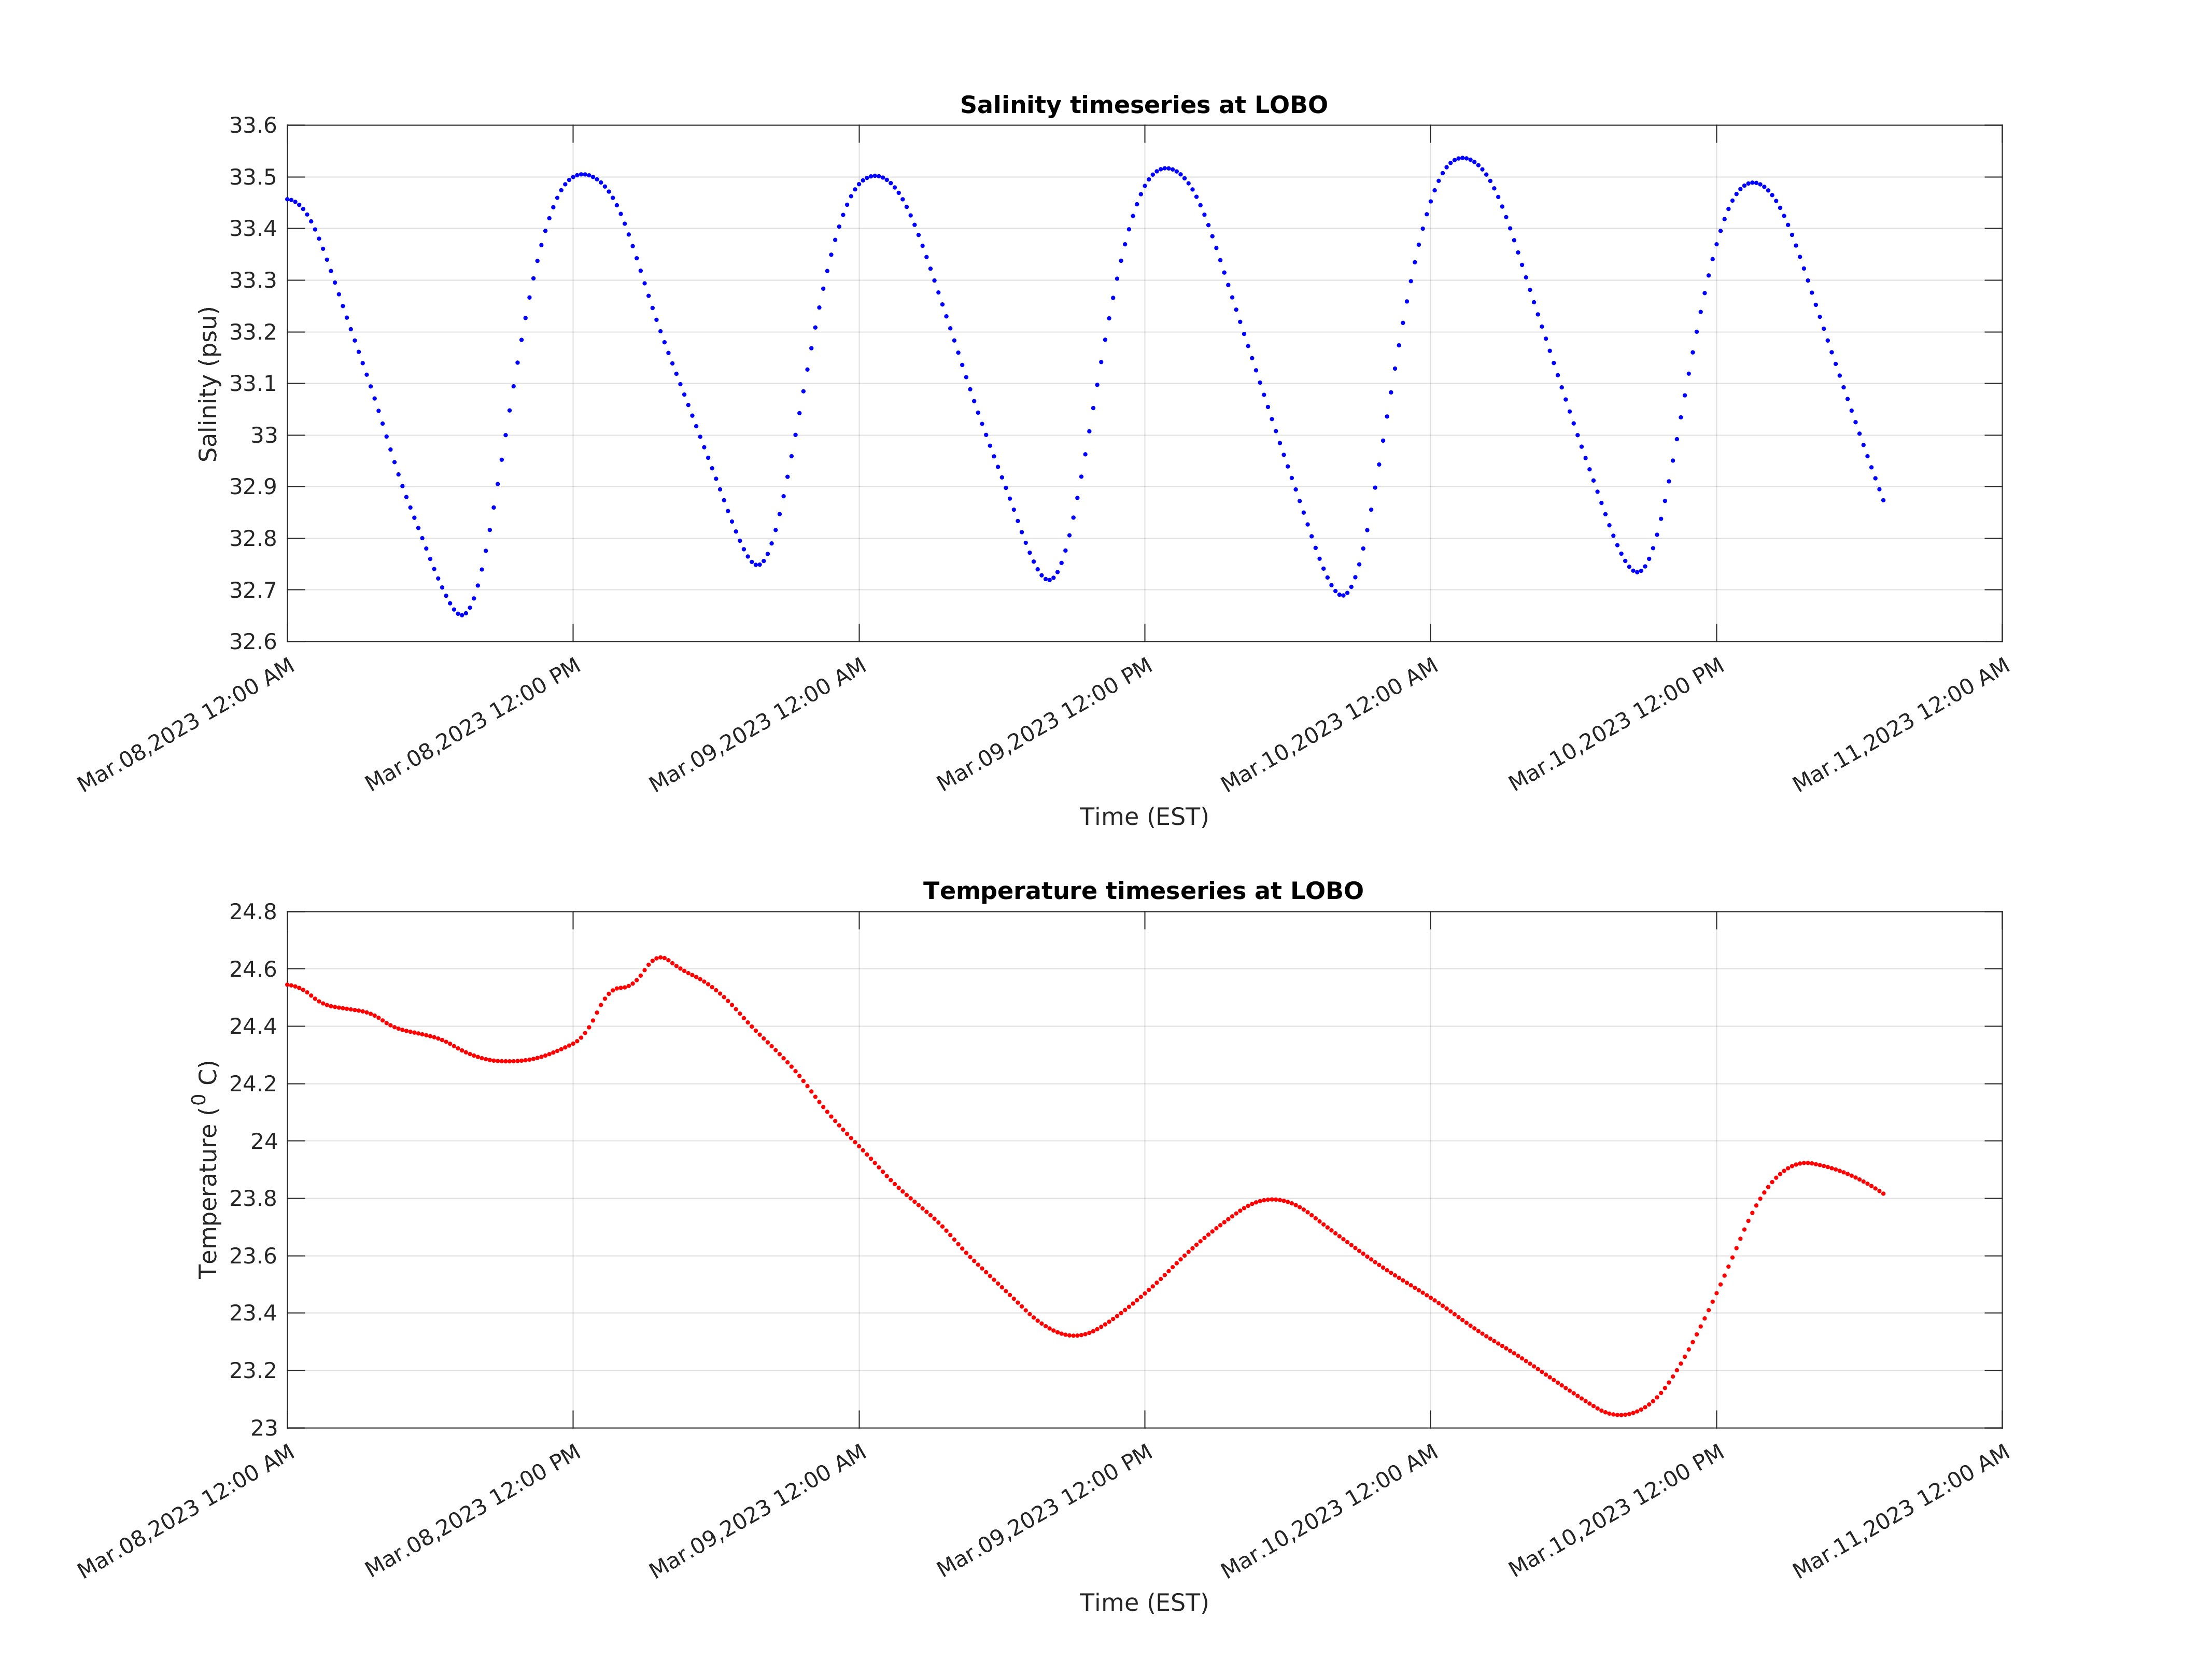 Salinity timeseries at LOBO
33.6
33.5
33.4
33.3
33.2
33.1
33
32.9
32.8
32.7
32.6
Salinity (psu)
Mar.08,2023 12:00 AM
Mar.08,2023 12:00 PM
Mar.09,2023 12:00 AM
Mar.09,2023 12:00 PM
Mar.10,2023 12:00 AM
Mar.10,2023 12:00 PM
Mar.11,2023 12:00 AM
Time (EST)
Temperature timeseries at LOBO
24.8
24.6
24.4
24.2
24
23.8
23.6
23.4
23.2
23
Temperature (⁰ C)
Mar.08,2023 12:00 AM
Mar.08,2023 12:00 PM
Mar.09,2023 12:00 AM
Mar.09,2023 12:00 PM
Mar.10,2023 12:00 AM
Mar.10,2023 12:00 PM
Mar.11,2023 12:00 AM
Time (EST)